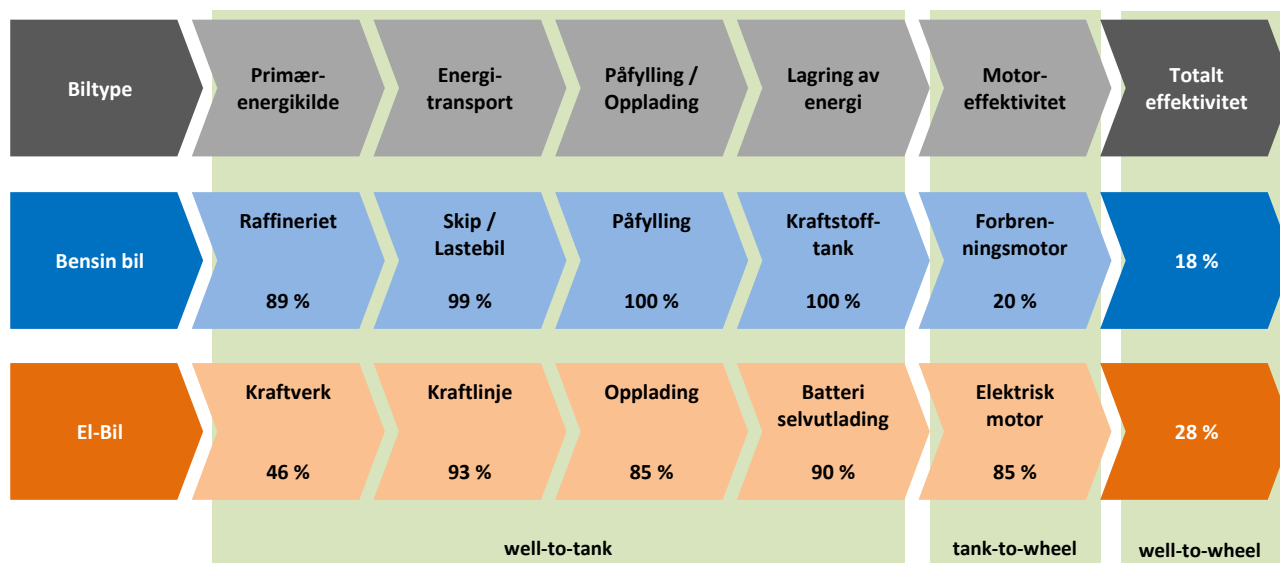 Biltype
Primær-
energikilde
Energi-
transport
Påfylling /
Opplading
Lagring av
energi
Motor-
effektivitet
Totalt
effektivitet
Bensin bil
Raffineriet
89 %
Skip /
Lastebil
99 %
Påfylling
100 %
Kraftstoff-
tank
100 %
Forbren-
ningsmotor
20 %
18 %
El-Bil
Kraftverk
46 %
Kraftlinje
93 %
Opplading
85 %
Batteri
selvutlading
90 %
Elektrisk
motor
85 %
28 %
well-to-tank
tank-to-wheel
well-to-wheel